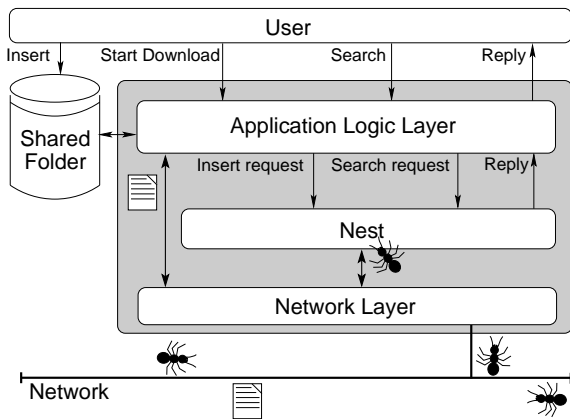 User
Insert
Start Download
Search
Reply
Shared
Folder
Application Logic Layer
Insert request
Search request
Reply
Nest
Network Layer
Network